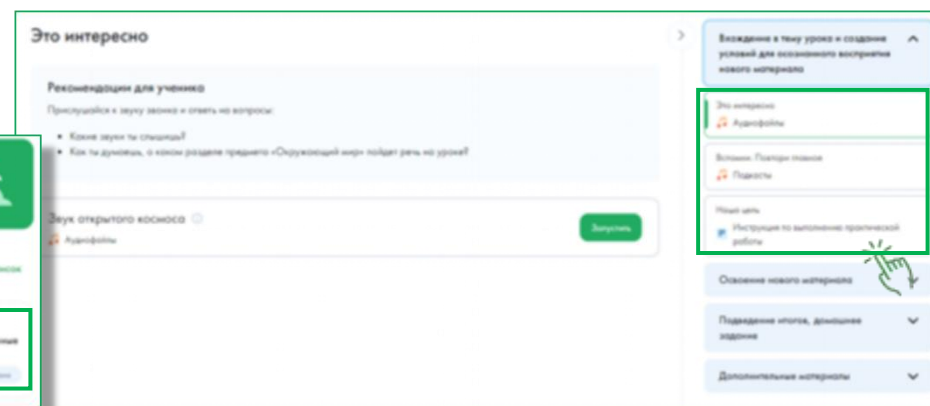 Это интересно
Рекомендации для ученика
Прислушайся к звуку звонка и ответь на вопросы:
• Какие звуки ты слышишь?
• Как ты думаешь, о каком разделе предмета «Окружающий мир» пойдет речь на уроке?
Звук открытого космоса
Аудиофайлы
Запустить
Вхождение в тему урока и создание
условий для осознанного восприятия
нового материала
Это интересно
Аудиофайлы
Вспомни. Повтори главное
Подкасты
Наша цель
Инструкция по выполнению практической
работы
Освоение нового материала
Подведение итогов, домашнее
задание
Дополнительные материалы